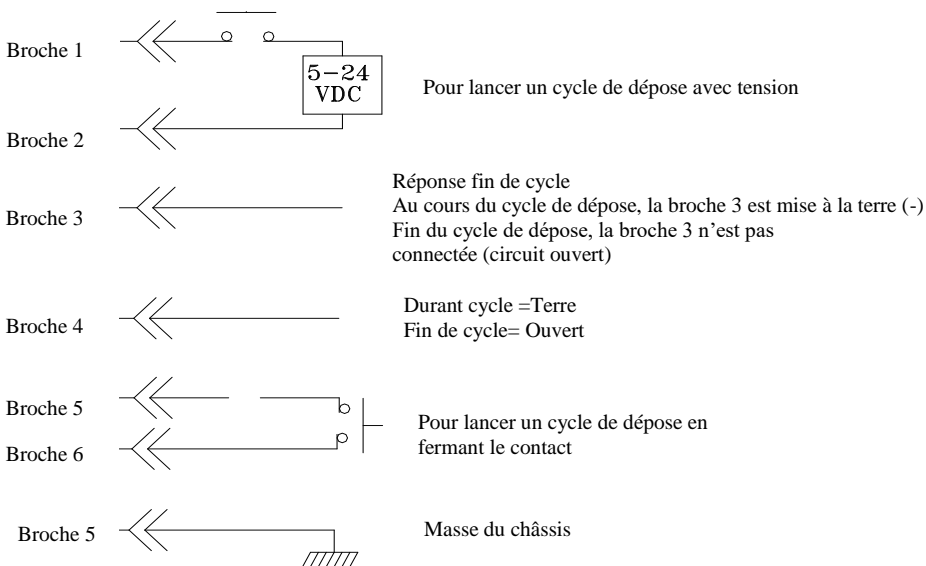 Broche 1
5-24
VDC
Pour lancer un cycle de dépose avec tension
Broche 2
Réponse fin de cycle
Au cours du cycle de dépose, la broche 3 est mise à la terre (-)
Broche 3
Fin du cycle de dépose, la broche 3 n’est pas
connectée (circuit ouvert)
Durant cycle =Terre
Broche 4
Fin de cycle= Ouvert
Broche 5
Pour lancer un cycle de dépose en
fermant le contact
Broche 6
Broche 5
Masse du châssis